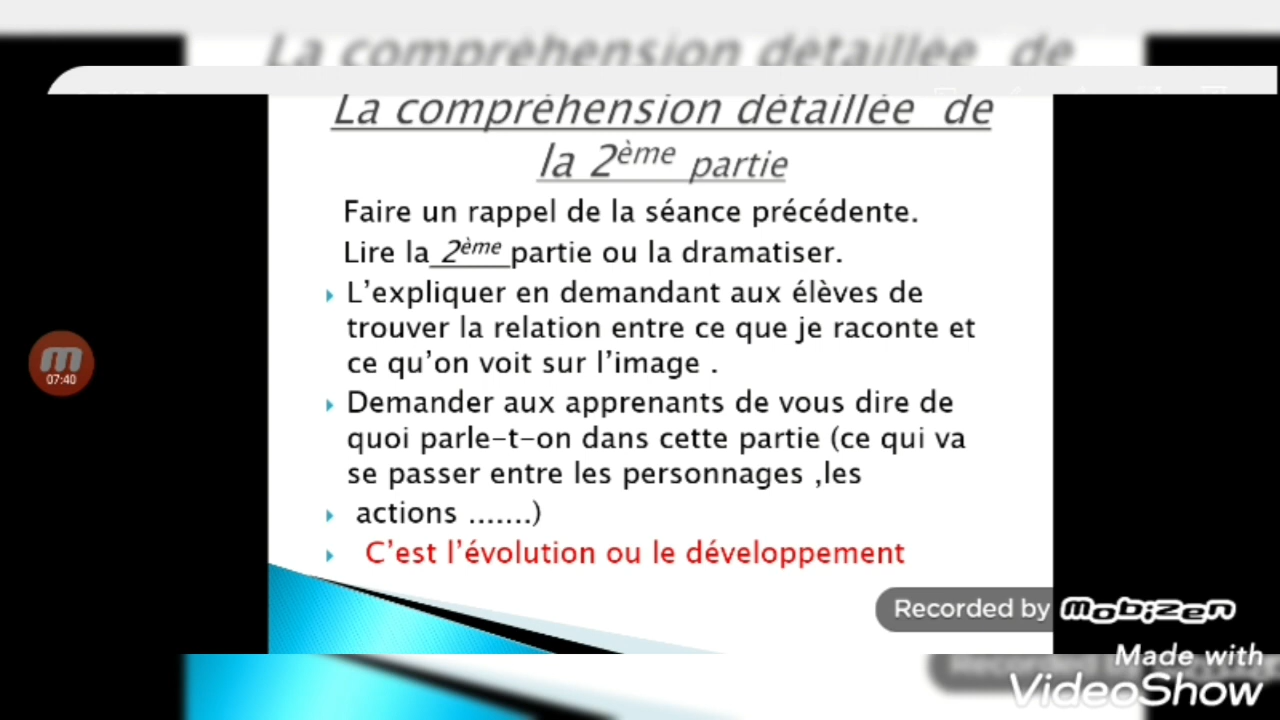 La compréhension détaillée de
La compréhension détaillée de
la 2ème partie
Faire un rappel de la séance précédente.
Lire la 2ème partie ou la dramatiser.
L'expliquer en demandant aux élèves de
trouver la relation entre ce que je raconte et
ce qu'on voit sur l'image .
Demander aux apprenants de vous dire de
quoi parle-t-on dans cette partie (ce qui va
se passer entre les personnages ,les
actions .......)
C'est l'évolution ou le développement
07:40
Recorded by mobizen
Made with
VideoShow